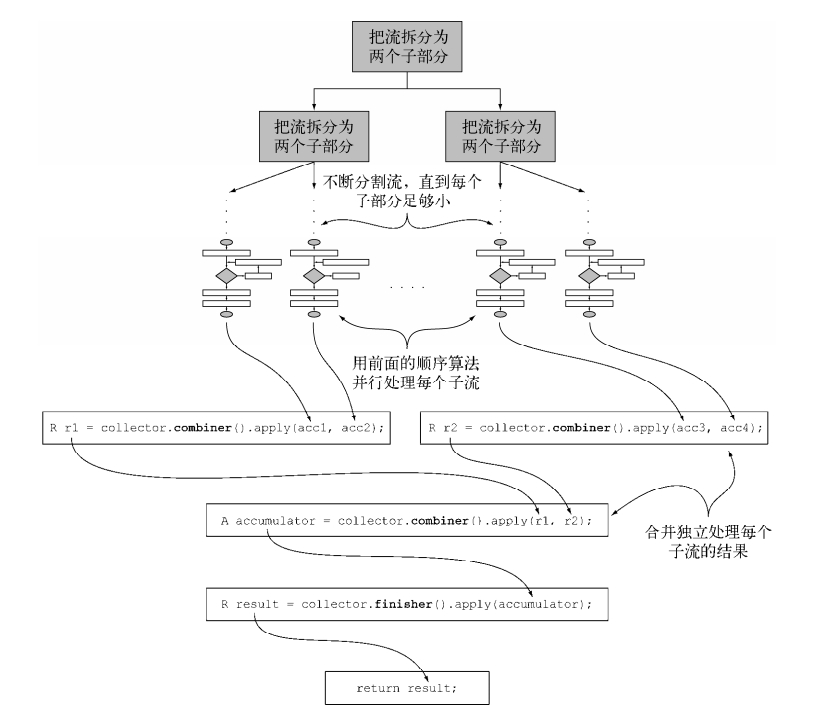 把流拆分为
两个子部分
把流拆分为
两个子部分
把流拆分为
两个子部分
不断分割流，直到每个
子部分足够小
. . . .
用前面的顺序算法
并行处理每个子流
R r1 = collector.combiner().apply(acc1, acc2);
R r2 = collector.combiner().apply(acc3, acc4);
A accumulator = collector.combiner().apply(r1, r2);
合并独立处理每个
子流的结果
R result = collector.finisher().apply(accumulator);
return result;